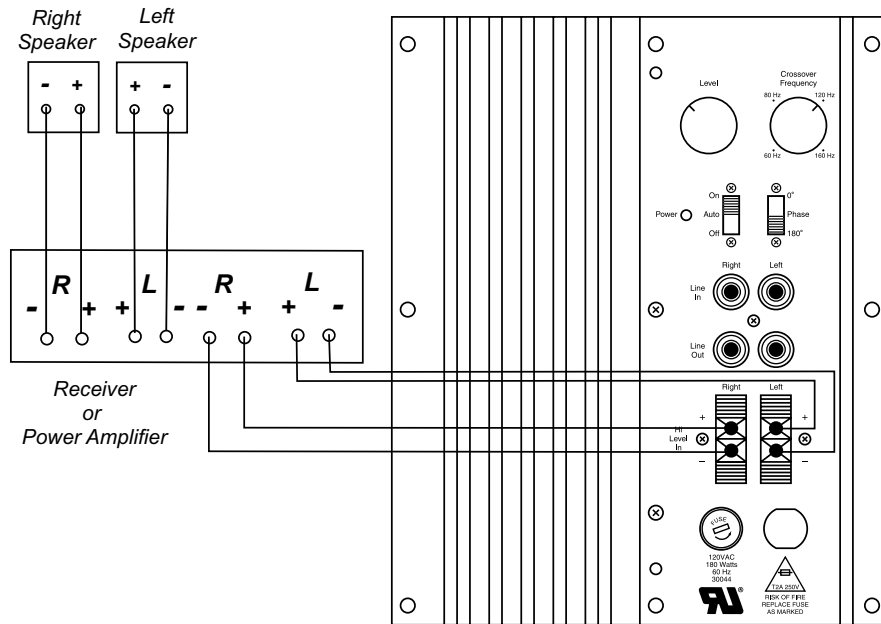 Right
Speaker
Left
Speaker
- +
+ -
R
L
R
L
- + + - - + + -
Receiver
or
Power Amplifier
Level
Crossover
Frequency
80 Hz
120 Hz
60 Hz
160 Hz
Power
On
Auto
Off
0°
Phase
180°
Right
Left
Line
In
Line
Out
Right
Left
+ +
Hi
Level
In
– –
FUSE
120VAC
180 Watts
60 Hz
30044
T2A 250V
RISK OF FIRE
REPLACE FUSE
AS MARKED
®